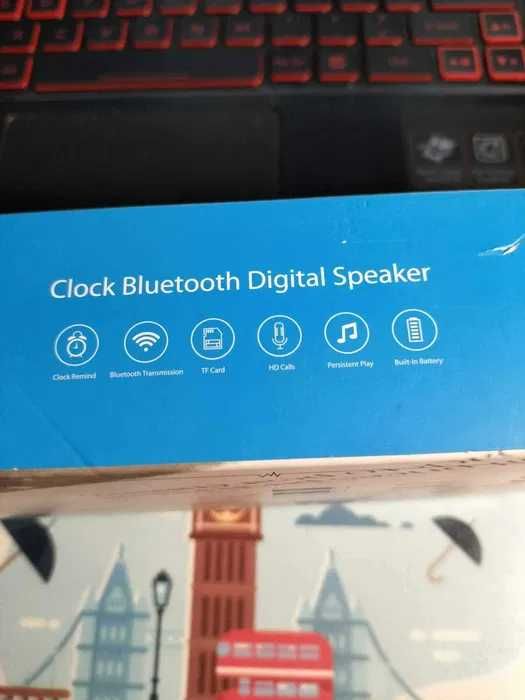 Clock Bluetooth Digital Speaker
Clock Remind
Bluetooth Transmission
TF Card
HD Calls
Persistent Play
Built-In Battery